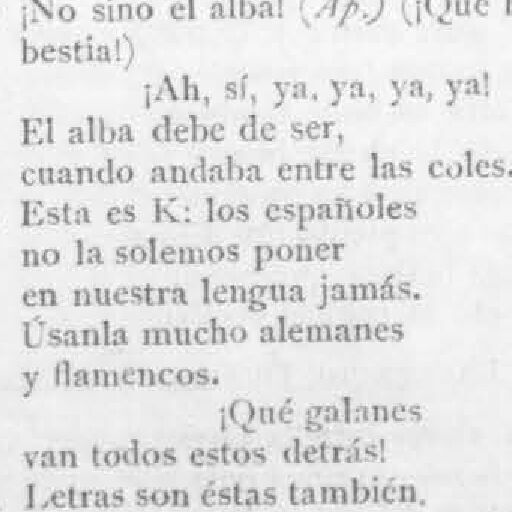 ¡No sino el alba! (Ap.) (¡Qué
bestia!)
¡Ah, sí, ya, ya, ya, ya!
El alba debe de ser,
cuando andaba entre las coles.
Esta es K: los españoles
no la solemos poner
en nuestra lengua jamás.
Úsanla mucho alemanes
y flamencos.
¡Qué galanes
van todos estos detrás!
Letras son éstas también.